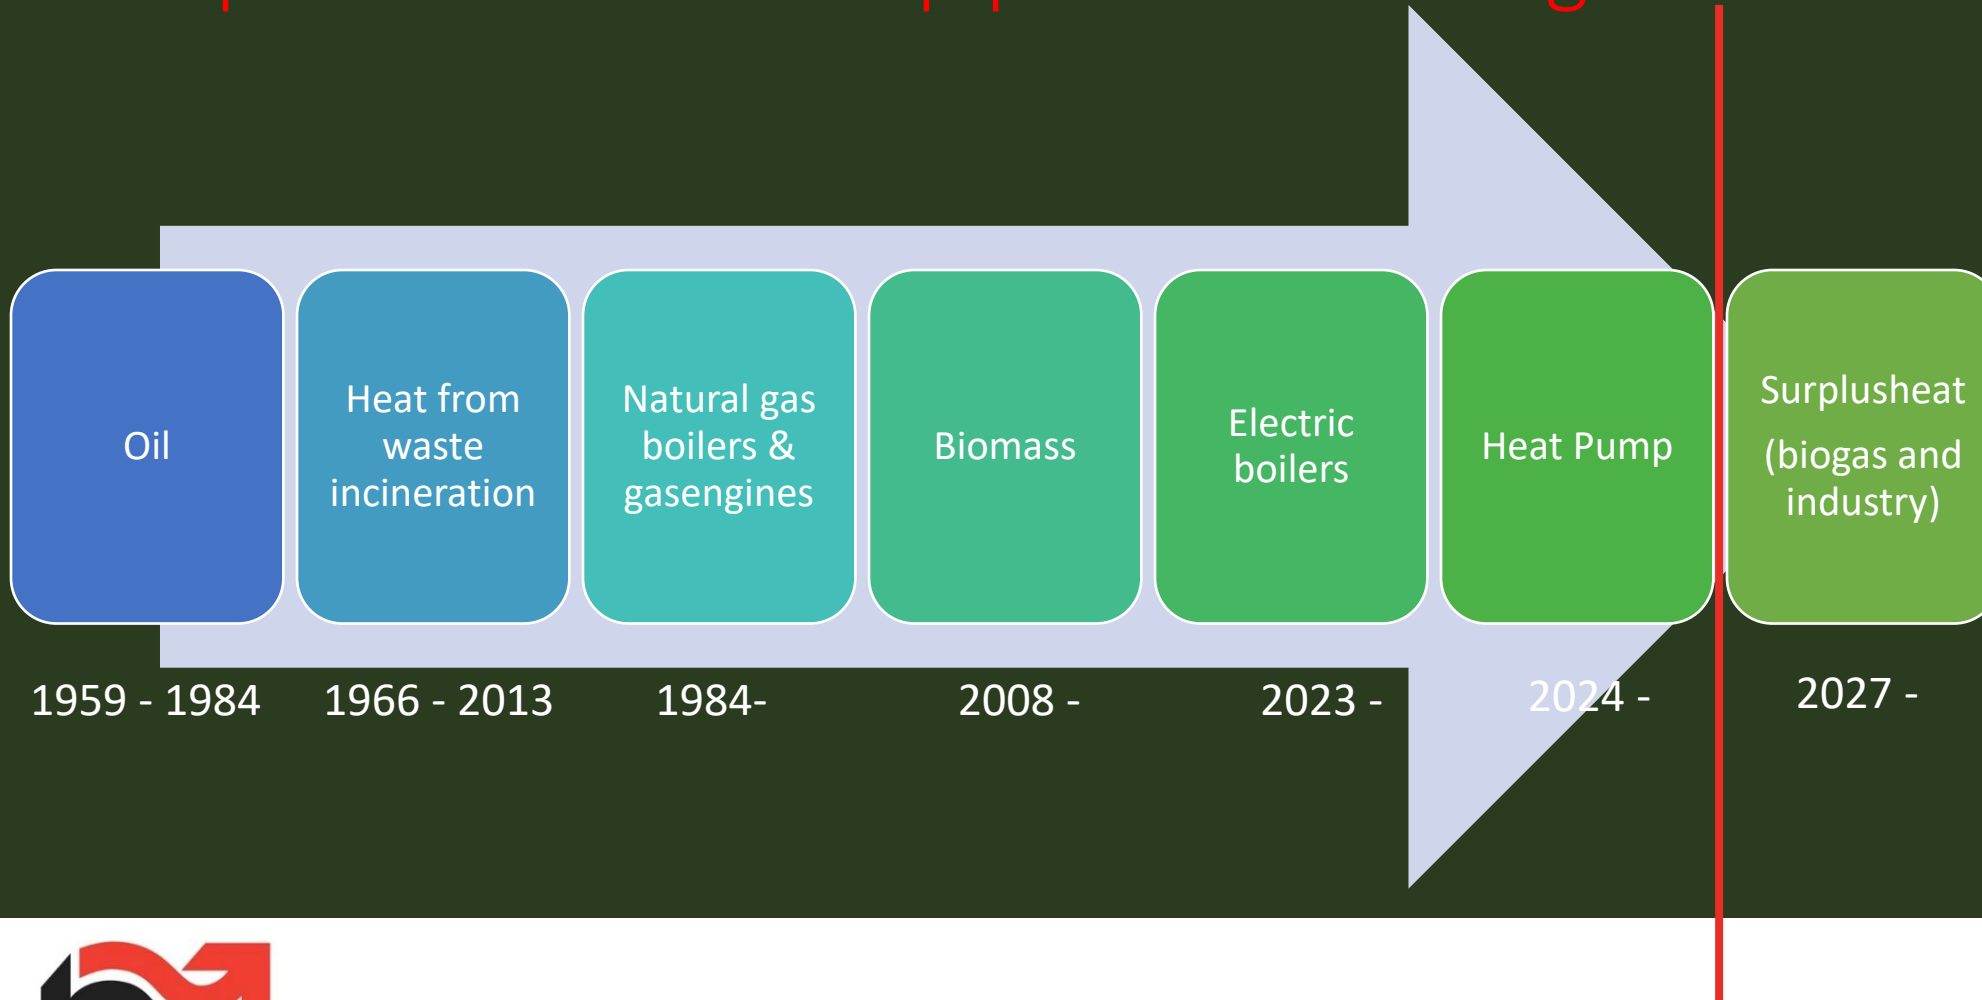 Oil
Heat from
waste
incineration
Natural gas
boilers &
gasengines
Biomass
Electric
boilers
Heat Pump
Surplusheat
(biogas and
industry)
1959 - 1984
1966 - 2013
1984-
2008 -
2023 -
2024 -
2027 -